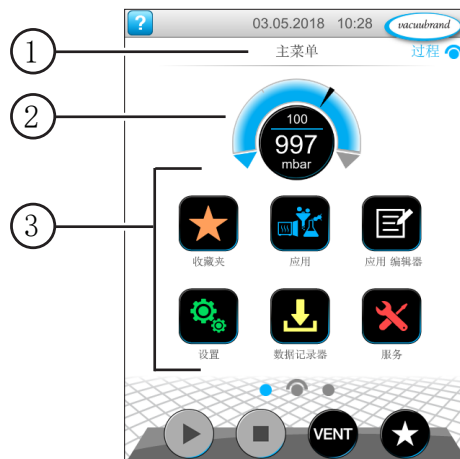 ? 03.05.2018 10:28 vacuubrand
1 主菜单 过程
2
100
997
mbar
3
收藏夹 应用 应用 编辑器
设置 数据记录器 服务
VENT